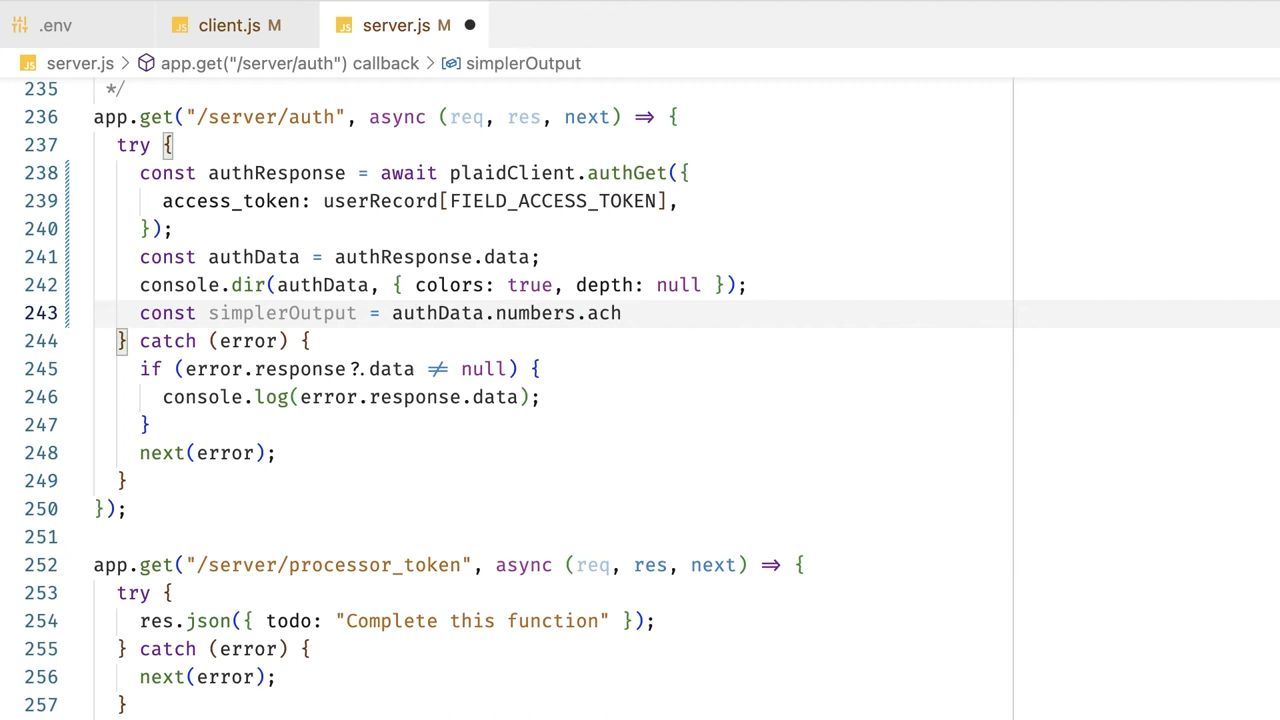 .env
JS client.js M
JS server.js M
JS server.js > app.get("/server/auth") callback > simplerOutput
235 */
236 app.get("/server/auth", async (req, res, next) => {
237 try {
238 const authResponse = await plaidClient.authGet({
239 access_token: userRecord[FIELD_ACCESS_TOKEN],
240 });
241 const authData = authResponse.data;
242 console.dir(authData, { colors: true, depth: null });
243 const simplerOutput = authData.numbers.ach
244 } catch (error) {
245 if (error.response?.data != null) {
246 console.log(error.response.data);
247 }
248 next(error);
249 }
250 });
251
252 app.get("/server/processor_token", async (req, res, next) => {
253 try {
254 res.json({ todo: "Complete this function" });
255 } catch (error) {
256 next(error);
257 }